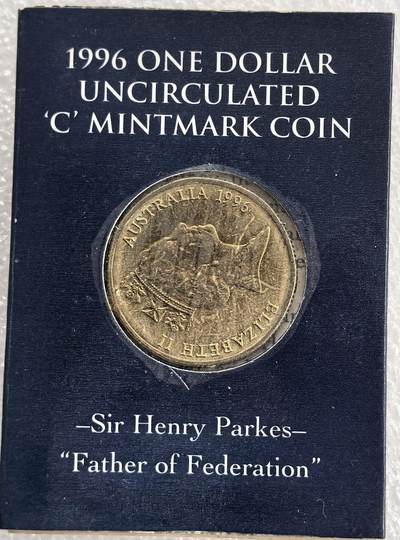 1996 ONE DOLLAR
UNCIRCULATED
‘C’ MINTMARK COIN
AUSTRALIA 1996
ELIZABETH II
–Sir Henry Parkes–
“Father of Federation”